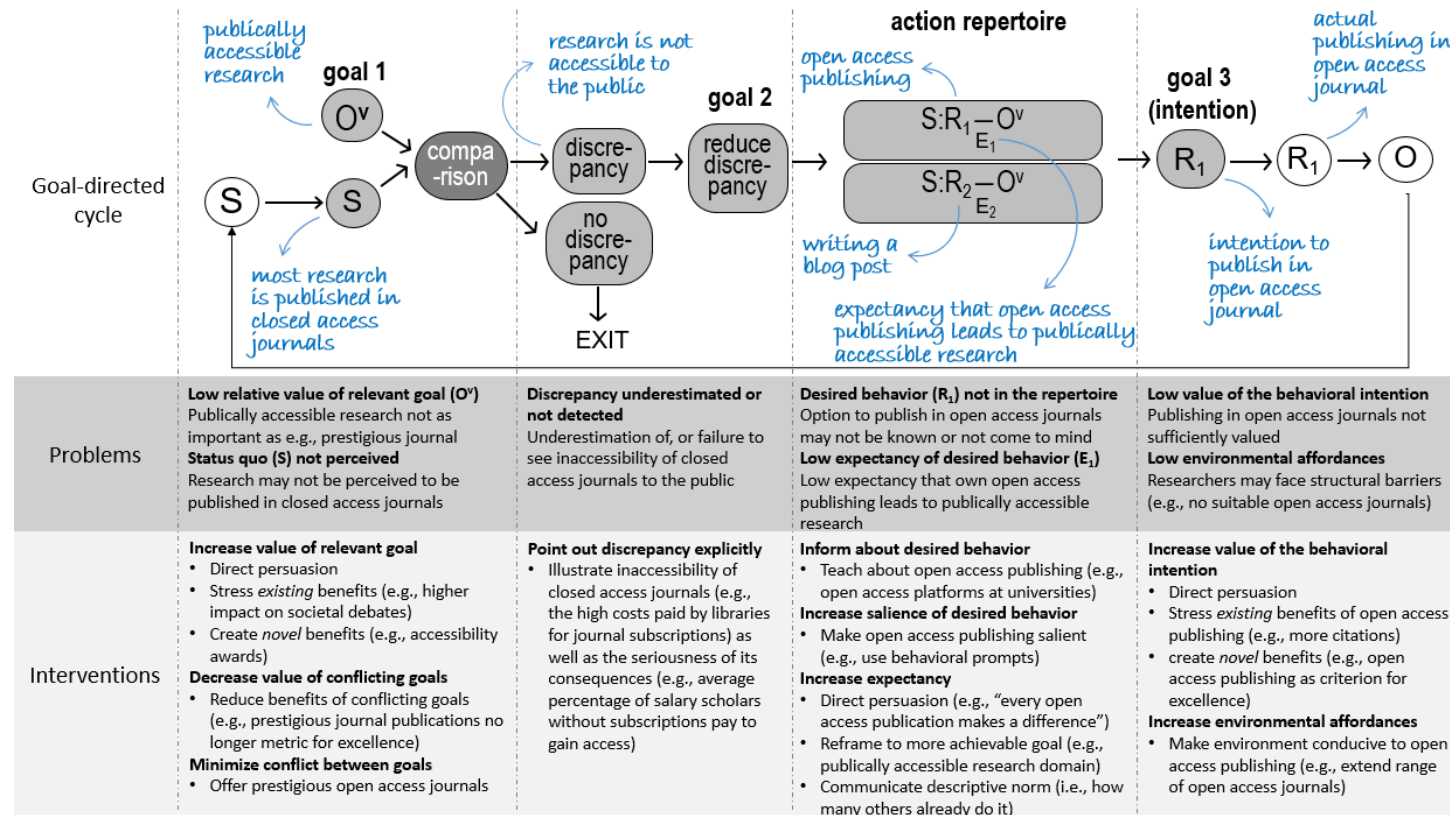 publically
accessible
research
goal 1
Oᵛ
S
S
compa
-rison
most research
is published in
closed access
journals
research is not
accessible to
the public
discre-
pancy
no
discre-
pancy
EXIT
goal 2
reduce
discre-
pancy
action repertoire
open access
publishing
S:R₁–Oᵛ
E₁
S:R₂–Oᵛ
E₂
writing a
blog post
expectancy that open access
publishing leads to publically
accessible research
goal 3
(intention)
R₁
R₁
O
actual
publishing in
open access
journal
intention to
publish in
open access
journal
Goal-directed
cycle
Problems
Low relative value of relevant goal (Oᵛ)
Publically accessible research not as
important as e.g., prestigious journal
Status quo (S) not perceived
Research may not be perceived to be
published in closed access journals
Discrepancy underestimated or
not detected
Underestimation of, or failure to
see inaccessibility of closed
access journals to the public
Desired behavior (R₁) not in the repertoire
Option to publish in open access journals
may not be known or not come to mind
Low expectancy of desired behavior (E₁)
Low expectancy that own open access
publishing leads to publically accessible
research
Low value of the behavioral intention
Publishing in open access journals not
sufficiently valued
Low environmental affordances
Researchers may face structural barriers
(e.g., no suitable open access journals)
Interventions
Increase value of relevant goal
• Direct persuasion
• Stress existing benefits (e.g., higher
impact on societal debates)
• Create novel benefits (e.g., accessibility
awards)
Decrease value of conflicting goals
• Reduce benefits of conflicting goals
(e.g., prestigious journal publications no
longer metric for excellence)
Minimize conflict between goals
• Offer prestigious open access journals
Point out discrepancy explicitly
• Illustrate inaccessibility of
closed access journals (e.g.,
the high costs paid by libraries
for journal subscriptions) as
well as the seriousness of its
consequences (e.g., average
percentage of salary scholars
without subscriptions pay to
gain access)
Inform about desired behavior
• Teach about open access publishing (e.g.,
open access platforms at universities)
Increase salience of desired behavior
• Make open access publishing salient
(e.g., use behavioral prompts)
Increase expectancy
• Direct persuasion (e.g., “every open
access publication makes a difference”)
• Reframe to more achievable goal (e.g.,
publically accessible research domain)
• Communicate descriptive norm (i.e., how
many others already do it)
Increase value of the behavioral
intention
• Direct persuasion
• Stress existing benefits of open access
publishing (e.g., more citations)
• create novel benefits (e.g., open
access publishing as criterion for
excellence)
Increase environmental affordances
• Make environment conducive to open
access publishing (e.g., extend range
of open access journals)